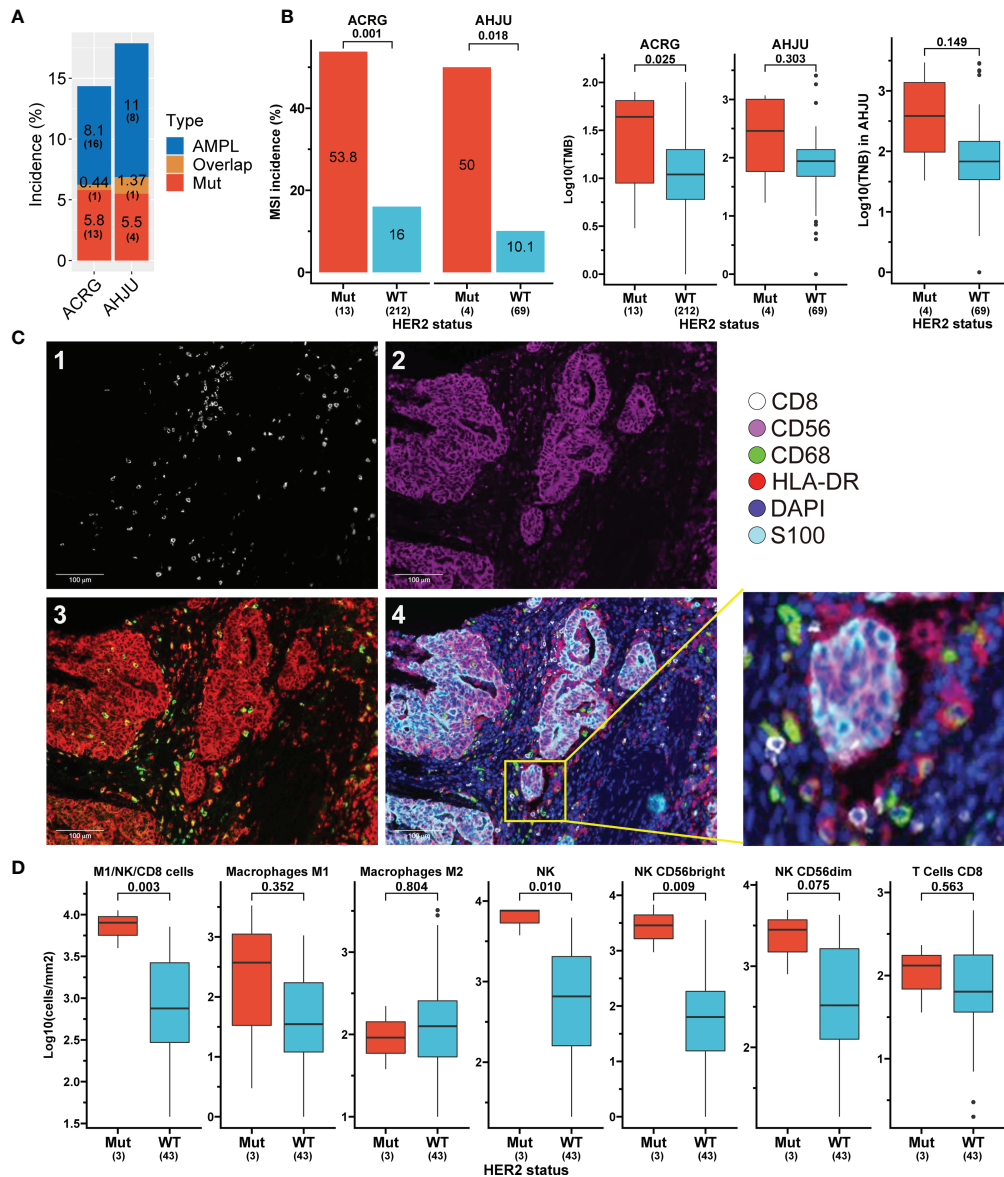 A
Incidence (%)
15
10
5
0
8.1
(16)
0.44
(1)
5.8
(13)
11
(8)
1.37
(1)
5.5
(4)
ACRG
AHJU
Type
AMPL
Overlap
Mut
B
MSI incidence (%)
40
20
0
ACRG
0.001
53.8
16
Mut
(13)
WT
(212)
AHJU
0.018
50
10.1
Mut
(4)
WT
(69)
HER2 status
Log10(TMB)
2.0
1.5
1.0
0.5
0.0
ACRG
0.025
Mut
(13)
WT
(212)
3
2
1
0
AHJU
0.303
Mut
(4)
WT
(69)
HER2 status
Log10(TNB) in AHJU
3
2
1
0
0.149
Mut
(4)
WT
(69)
HER2 status
C
1
100 µm
2
100 µm
3
100 µm
4
100 µm
CD8
CD56
CD68
HLA-DR
DAPI
S100
D
Log10(cells/mm2)
M1/NK/CD8 cells
0.003
4.0
3.5
3.0
2.5
2.0
1.5
Mut
(3)
WT
(43)
Macrophages M1
0.352
3
2
1
0
Mut
(3)
WT
(43)
Macrophages M2
0.804
3
2
1
Mut
(3)
WT
(43)
NK
0.010
4
3
2
Mut
(3)
WT
(43)
NK CD56bright
0.009
4
3
2
1
0
Mut
(3)
WT
(43)
NK CD56dim
0.075
4
3
2
Mut
(3)
WT
(43)
T Cells CD8
0.563
3
2
1
Mut
(3)
WT
(43)
HER2 status